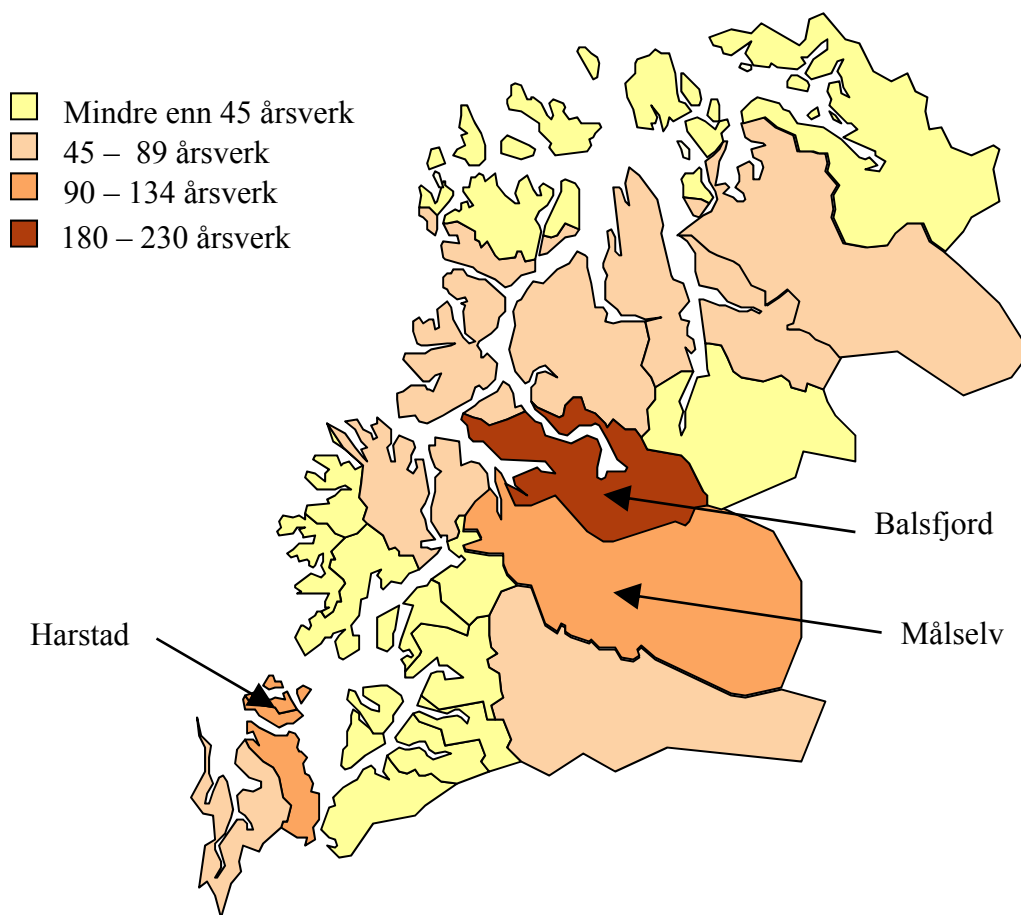 Mindre enn 45 årsverk
45 – 89 årsverk
90 – 134 årsverk
180 – 230 årsverk
Balsfjord
Målselv
Harstad